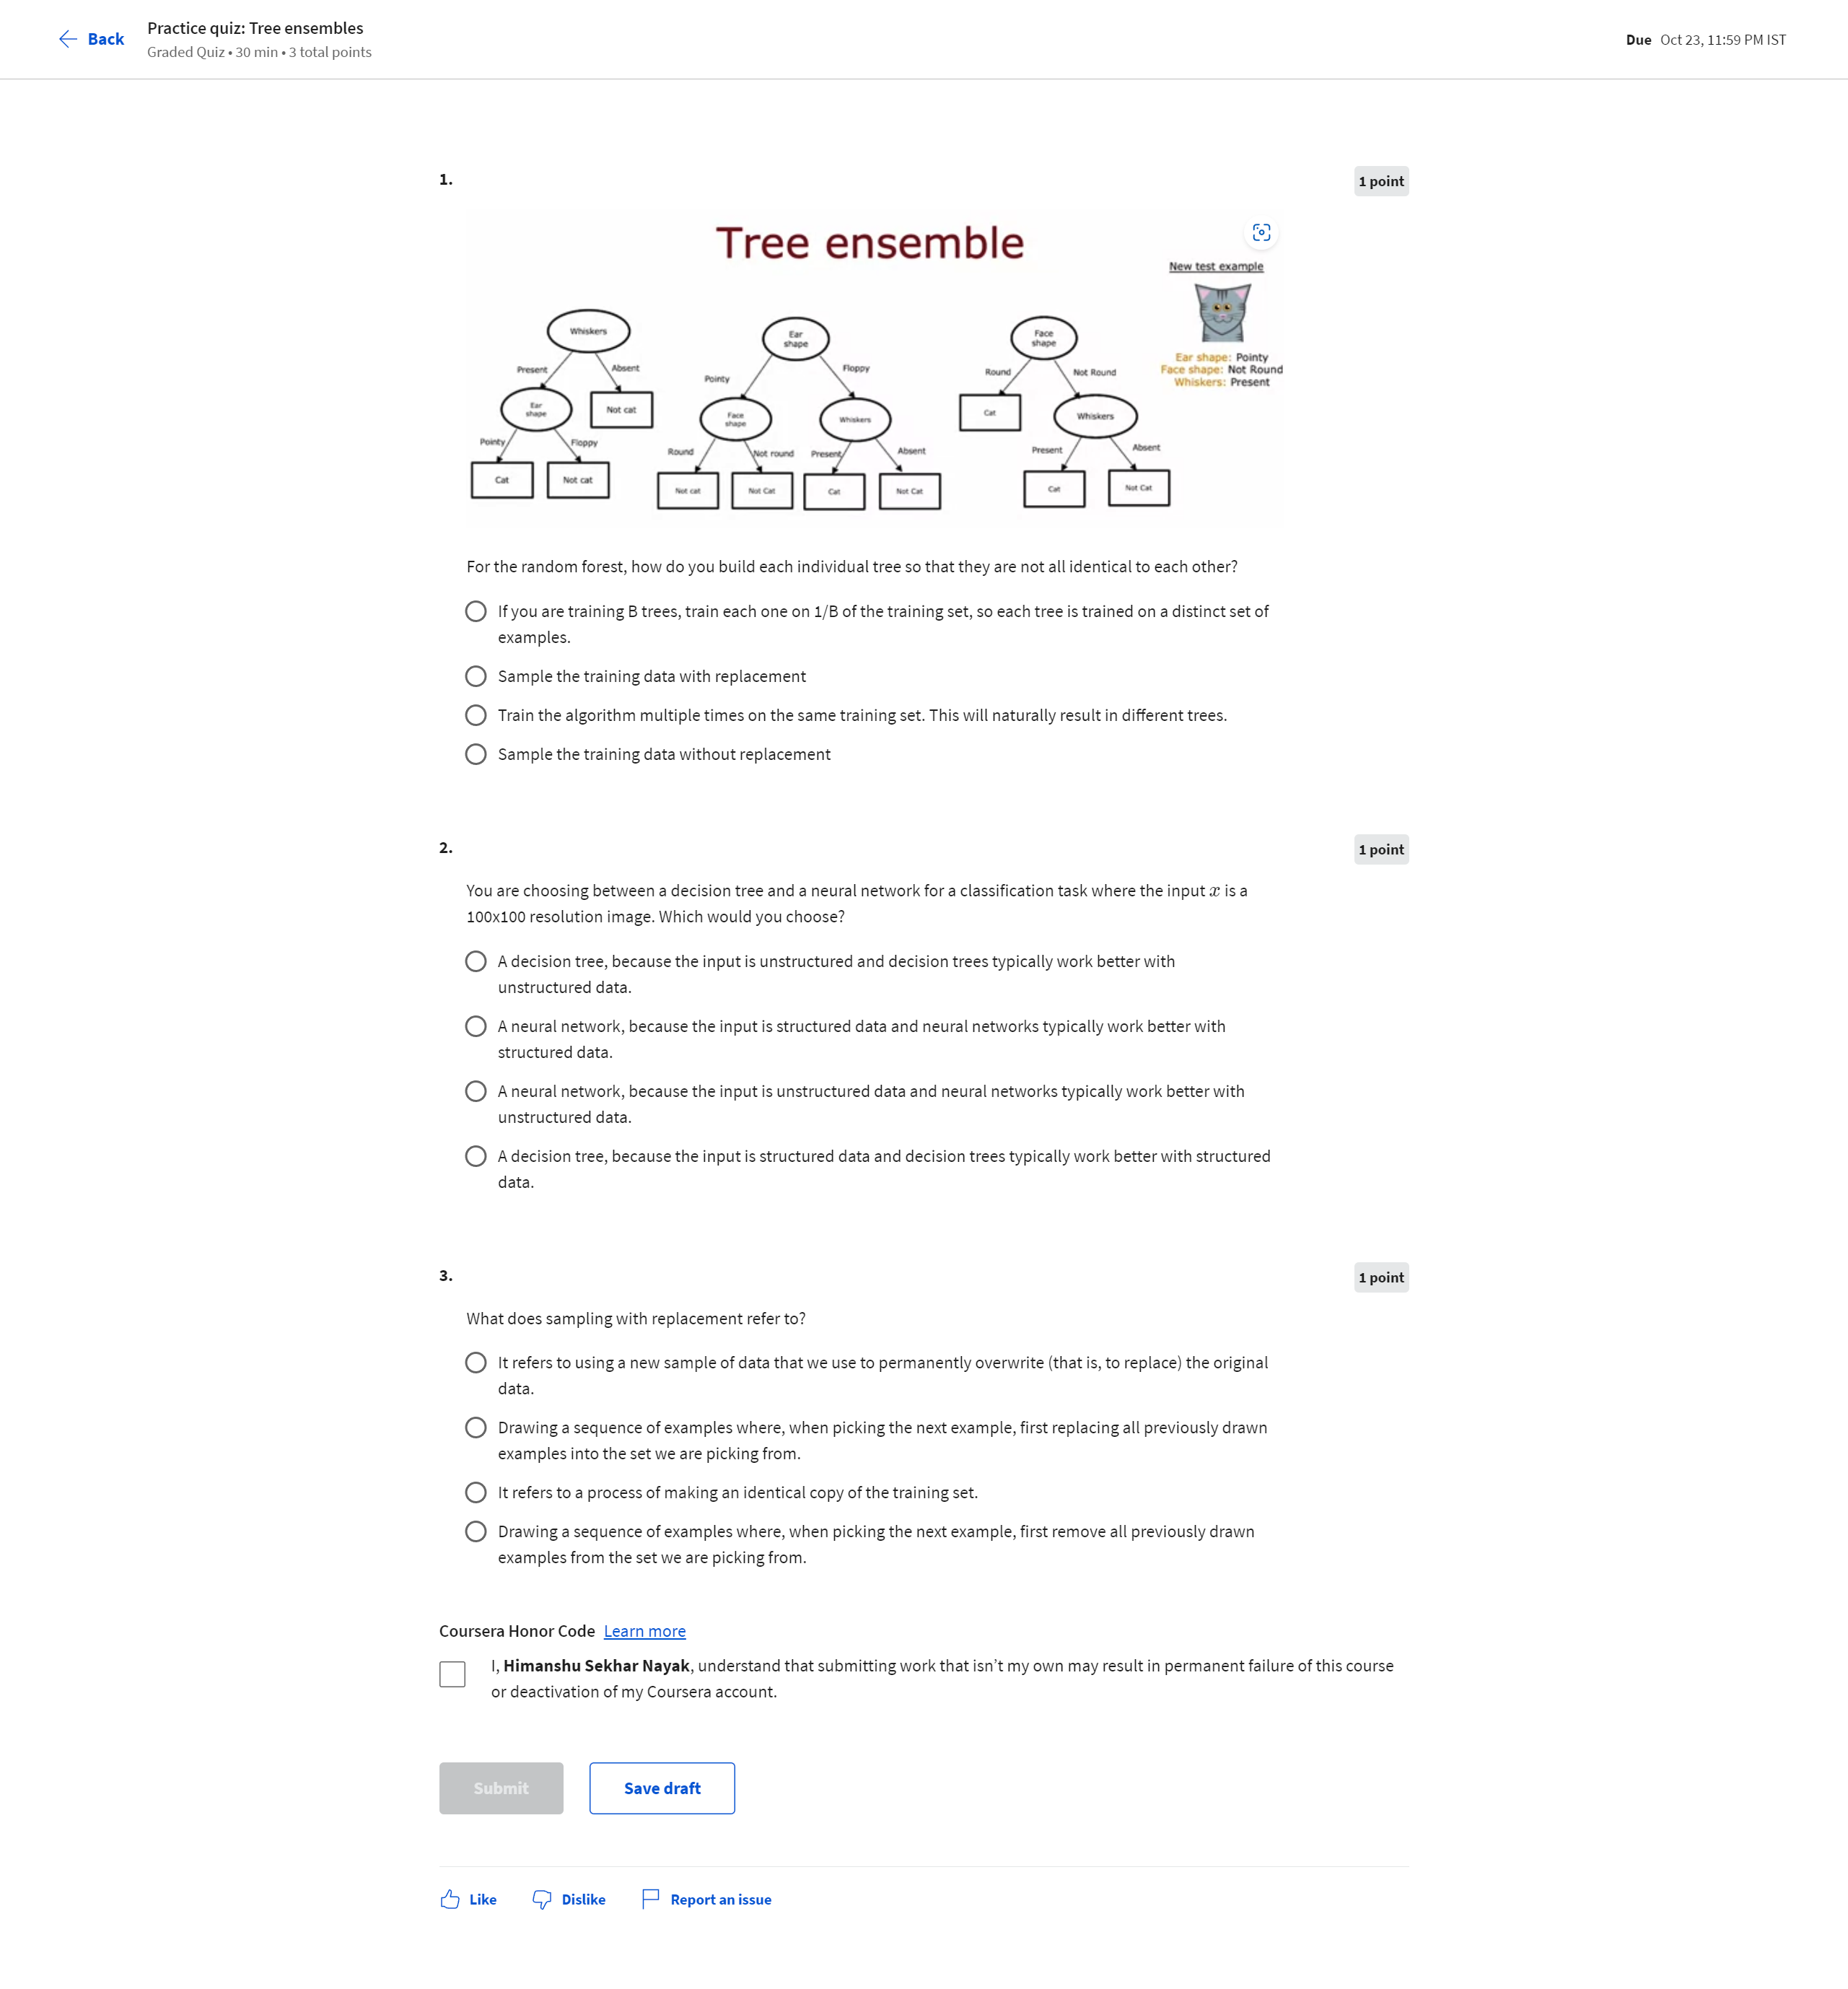 Back
Practice quiz: Tree ensembles
Graded Quiz • 30 min • 3 total points
Due Oct 23, 11:59 PM IST
1.
1 point
Tree ensemble
New test example
Ear shape: Pointy
Face shape: Not Round
Whiskers: Present
Whiskers
Present
Absent
Ear
shape
Not cat
Pointy
Floppy
Cat
Not cat
Ear
shape
Pointy
Floppy
Face
shape
Whiskers
Round
Not round
Present
Absent
Not cat
Not Cat
Cat
Not Cat
Face
shape
Round
Not Round
Cat
Whiskers
Present
Absent
Cat
Not Cat
For the random forest, how do you build each individual tree so that they are not all identical to each other?
If you are training B trees, train each one on 1/B of the training set, so each tree is trained on a distinct set of
examples.
Sample the training data with replacement
Train the algorithm multiple times on the same training set. This will naturally result in different trees.
Sample the training data without replacement
2.
1 point
You are choosing between a decision tree and a neural network for a classification task where the input x is a
100x100 resolution image. Which would you choose?
A decision tree, because the input is unstructured and decision trees typically work better with
unstructured data.
A neural network, because the input is structured data and neural networks typically work better with
structured data.
A neural network, because the input is unstructured data and neural networks typically work better with
unstructured data.
A decision tree, because the input is structured data and decision trees typically work better with structured
data.
3.
1 point
What does sampling with replacement refer to?
It refers to using a new sample of data that we use to permanently overwrite (that is, to replace) the original
data.
Drawing a sequence of examples where, when picking the next example, first replacing all previously drawn
examples into the set we are picking from.
It refers to a process of making an identical copy of the training set.
Drawing a sequence of examples where, when picking the next example, first remove all previously drawn
examples from the set we are picking from.
Coursera Honor Code Learn more
I, Himanshu Sekhar Nayak, understand that submitting work that isn’t my own may result in permanent failure of this course
or deactivation of my Coursera account.
Submit
Save draft
Like
Dislike
Report an issue